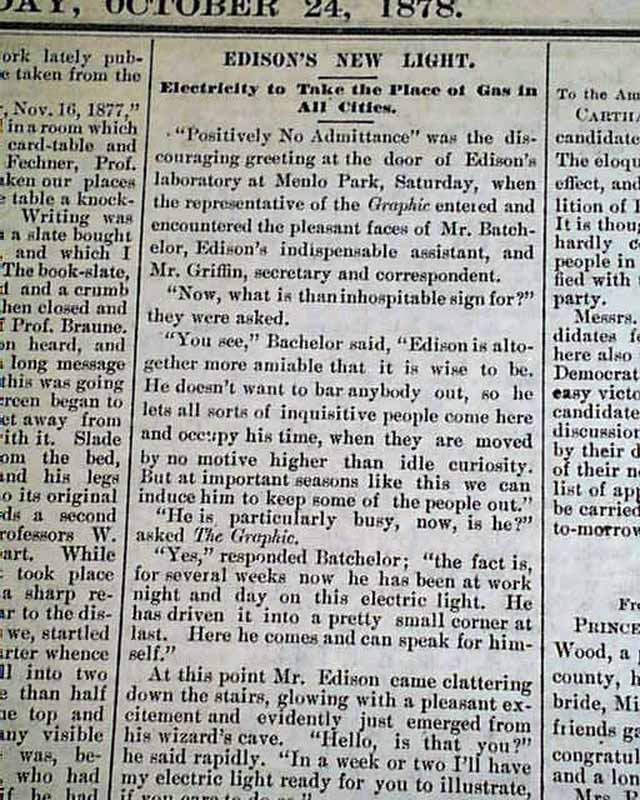 DAY, OCTOBER 24, 1878.
ork lately pub-
e taken from the
, Nov. 16, 1877,"
in a room which
card-table and
Fechner, Prof.
aken our places
e table a knock-
Writing was
a slate bought
, and which I
The book-slate,
and a crumb
hen closed and
Prof. Braune.
on heard, and
long message
this was going
creen began to
et away from
ith it. Slade
om the bed,
and his legs
o its original
ds a second
rofessors W.
art. While
took place
a sharp re-
ar to the dis-
we, startled
arter whence
ll into two
e than half
he top and
any visible
was, be-
, who had
if he had
EDISON'S NEW LIGHT.
Electricity to Take the Place of Gas in
All Cities.
"Positively No Admittance" was the dis-
couraging greeting at the door of Edison's
laboratory at Menlo Park, Saturday, when
the representative of the Graphic entered and
encountered the pleasant faces of Mr. Batch-
elor, Edison's indispensable assistant, and
Mr. Griffin, secretary and correspondent.
"Now, what is that inhospitable sign for?"
they were asked.
"You see," Bachelor said, "Edison is alto-
gether more amiable that it is wise to be.
He doesn't want to bar anybody out, so he
lets all sorts of inquisitive people come here
and occupy his time, when they are moved
by no motive higher than idle curiosity.
But at important seasons like this we can
induce him to keep some of the people out."
"He is particularly busy, now, is he?"
asked The Graphic.
"Yes," responded Batchelor; "the fact is,
for several weeks now he has been at work
night and day on this electric light. He
has driven it into a pretty small corner at
last. Here he comes and can speak for him-
self."
At this point Mr. Edison came clattering
down the stairs, glowing with a pleasant ex-
citement and evidently just emerged from
his wizard's cave. "Hello, is that you?"
he said rapidly. "In a week or two I'll have
my electric light ready for you to illustrate,
if you care to do so."
To the Am
CARTHA
candidate
The eloqu
effect, and
lition of
It is thoug
hardly c
people in
fied with
party.
Messrs.
didates f
here also
Democrat
easy victo
candidate
discussion
by their d
of their n
list of app
be carried
to-morrow
Fr
PRINCE
Wood, a
county, h
bride, Mi
friends ga
congratul
and a lon
Mrs. P